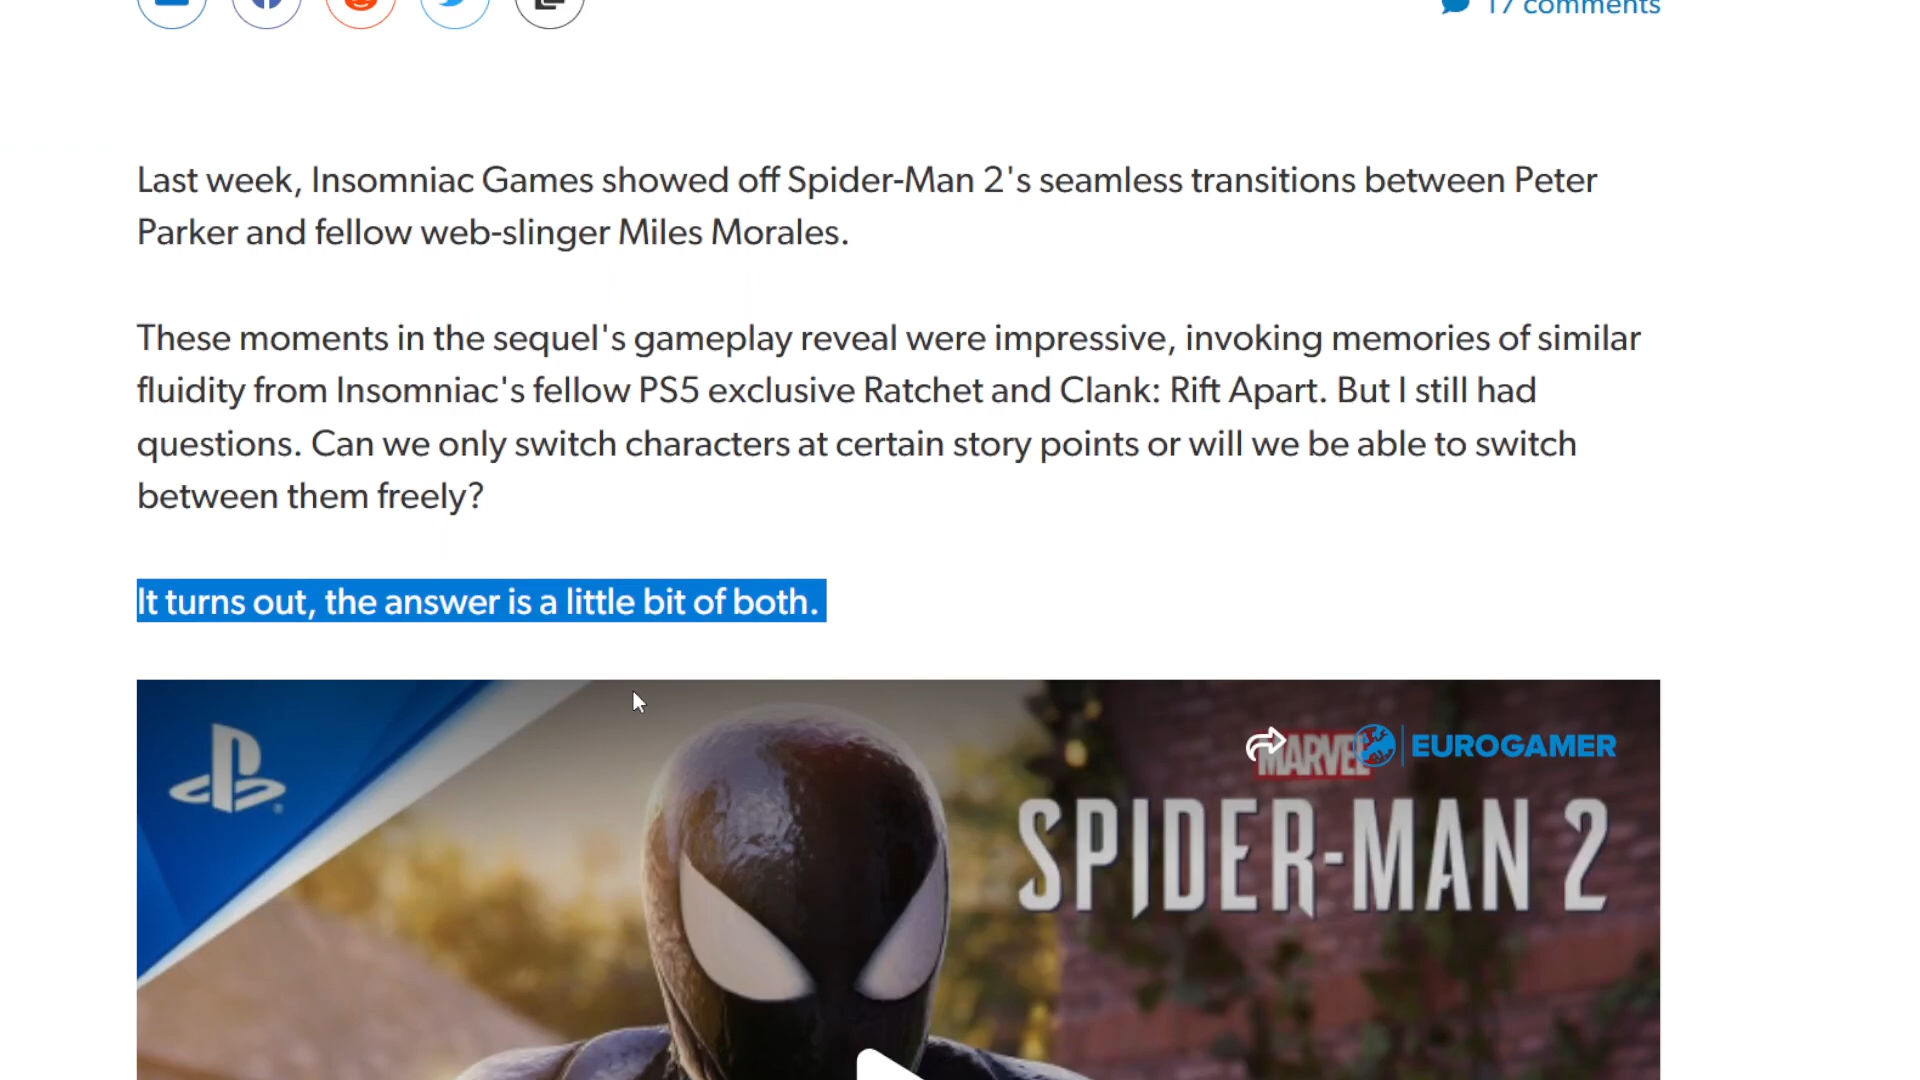 17 comments
Last week, Insomniac Games showed off Spider-Man 2's seamless transitions between Peter
Parker and fellow web-slinger Miles Morales.
These moments in the sequel's gameplay reveal were impressive, invoking memories of similar
fluidity from Insomniac's fellow PS5 exclusive Ratchet and Clank: Rift Apart. But I still had
questions. Can we only switch characters at certain story points or will we be able to switch
between them freely?
It turns out, the answer is a little bit of both.
MARVEL EUROGAMER
SPIDER-MAN 2